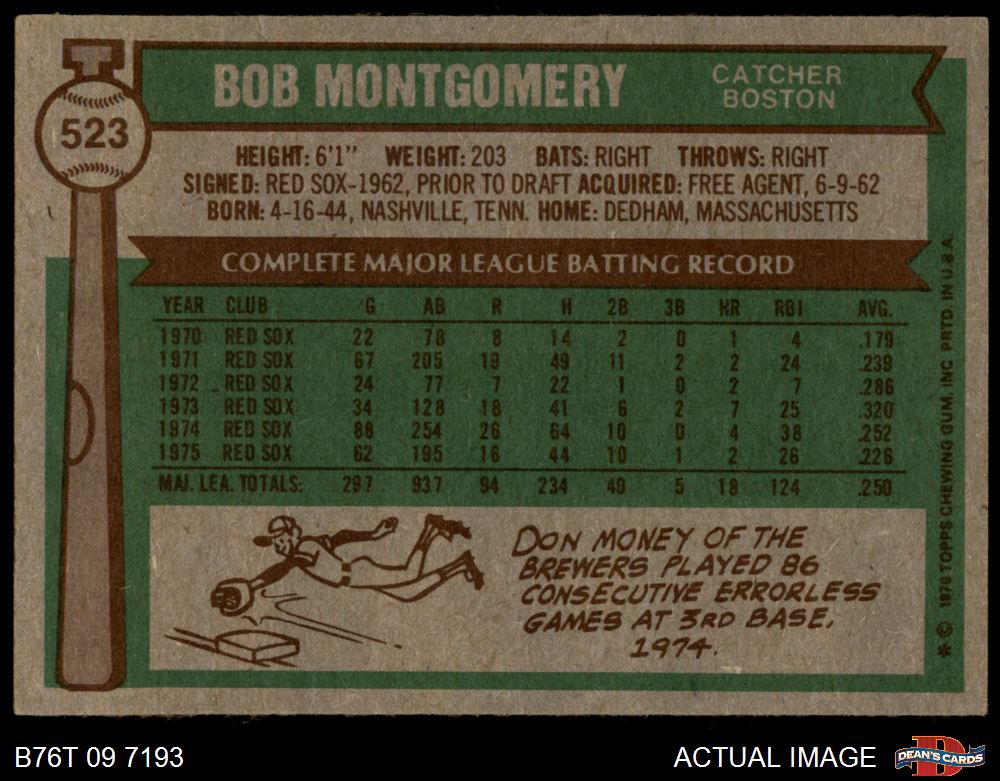 523
BOB MONTGOMERY
CATCHER
BOSTON
HEIGHT: 6'1" WEIGHT: 203 BATS: RIGHT THROWS: RIGHT
SIGNED: RED SOX-1962, PRIOR TO DRAFT ACQUIRED: FREE AGENT, 6-9-62
BORN: 4-16-44, NASHVILLE, TENN. HOME: DEDHAM, MASSACHUSETTS
COMPLETE MAJOR LEAGUE BATTING RECORD
YEAR CLUB G AB R H 2B 3B HR RBI AVG.
1970 RED SOX 22 78 8 14 2 0 1 4 .179
1971 RED SOX 67 205 19 49 11 2 2 24 .239
1972 RED SOX 24 77 7 22 1 0 2 7 .286
1973 RED SOX 34 128 18 41 6 2 7 25 .320
1974 RED SOX 88 254 26 64 10 0 4 38 .252
1975 RED SOX 62 195 16 44 10 1 2 26 .226
MAJ. LEA. TOTALS: 297 937 94 234 40 5 18 124 .250
DON MONEY OF THE
BREWERS PLAYED 86
CONSECUTIVE ERRORLESS
GAMES AT 3RD BASE,
1974.
* © 1976 TOPPS CHEWING GUM, INC PRTD. IN U.S.A.
B76T 09 7193
ACTUAL IMAGE
D
DEAN'S CARDS